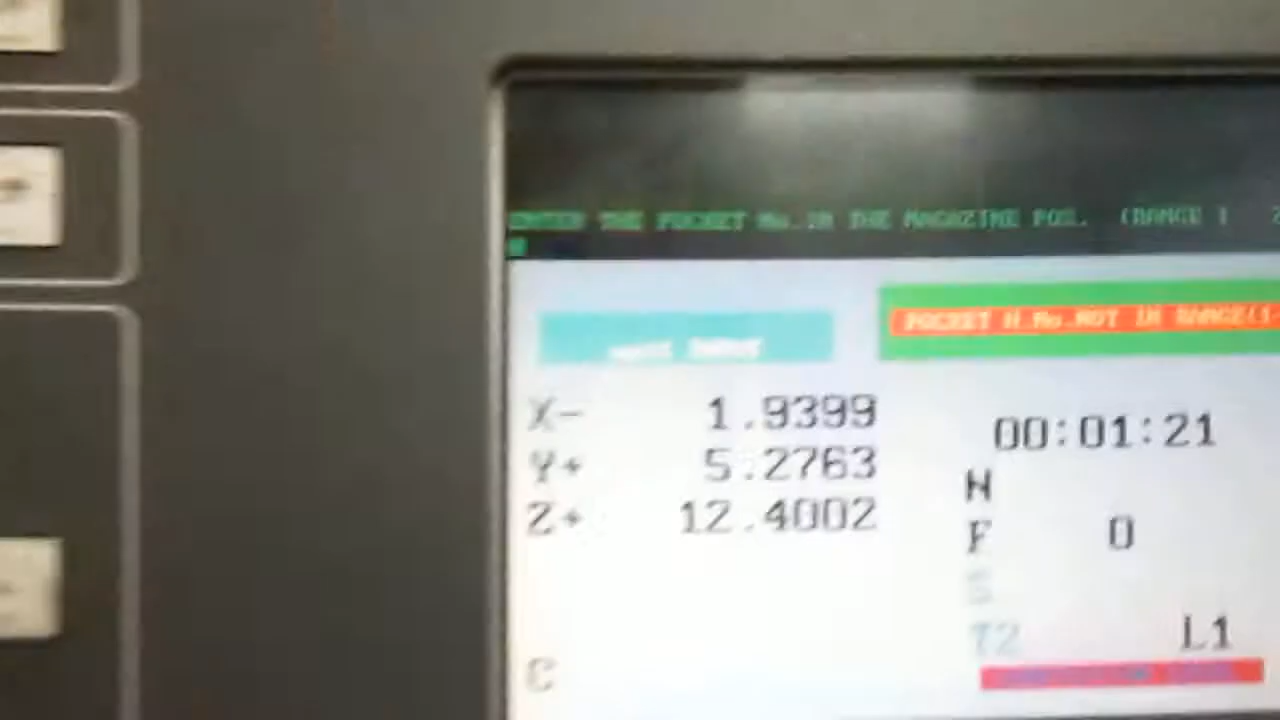 ENTER THE POCKET No.IN THE MAGAZINE POS. (RANGE 1
POCKET N.No.NOT IN RANGE(1-
X- 1.9399
00:01:21
Y+ 5.2763
N
Z+ 12.4002
F 0
S
T2 L1
C